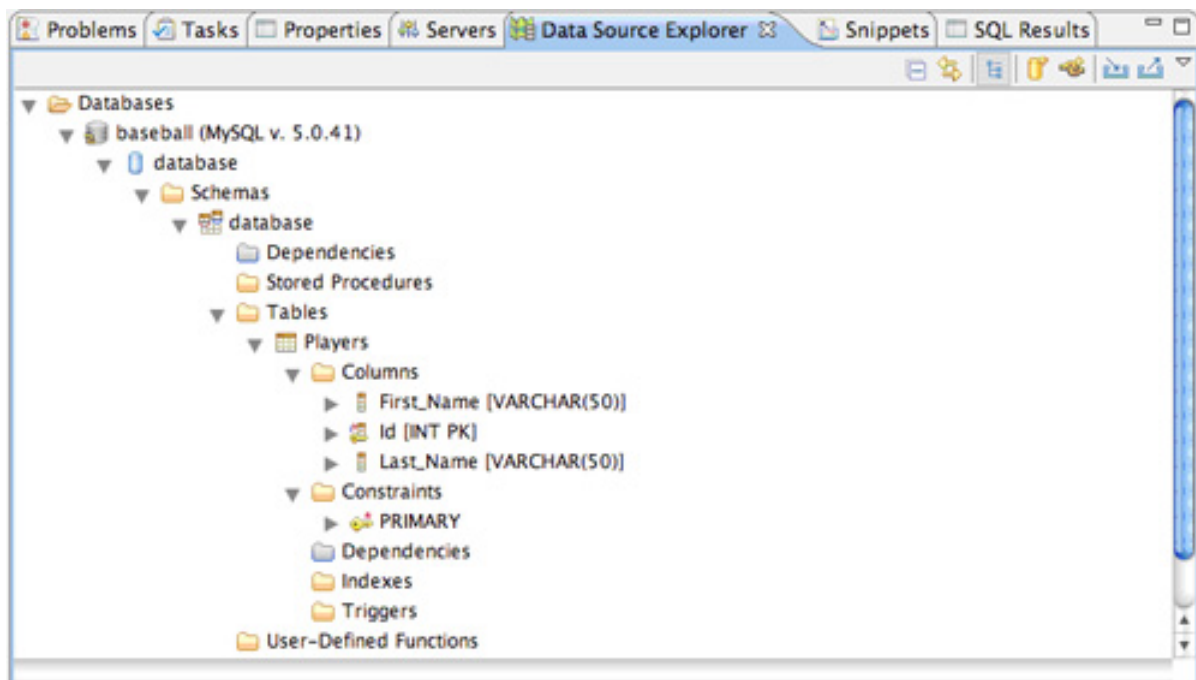 Problems Tasks Properties Servers Data Source Explorer Snippets SQL Results
Databases
baseball (MySQL v. 5.0.41)
database
Schemas
database
Dependencies
Stored Procedures
Tables
Players
Columns
First_Name [VARCHAR(50)]
Id [INT PK]
Last_Name [VARCHAR(50)]
Constraints
PRIMARY
Dependencies
Indexes
Triggers
User-Defined Functions